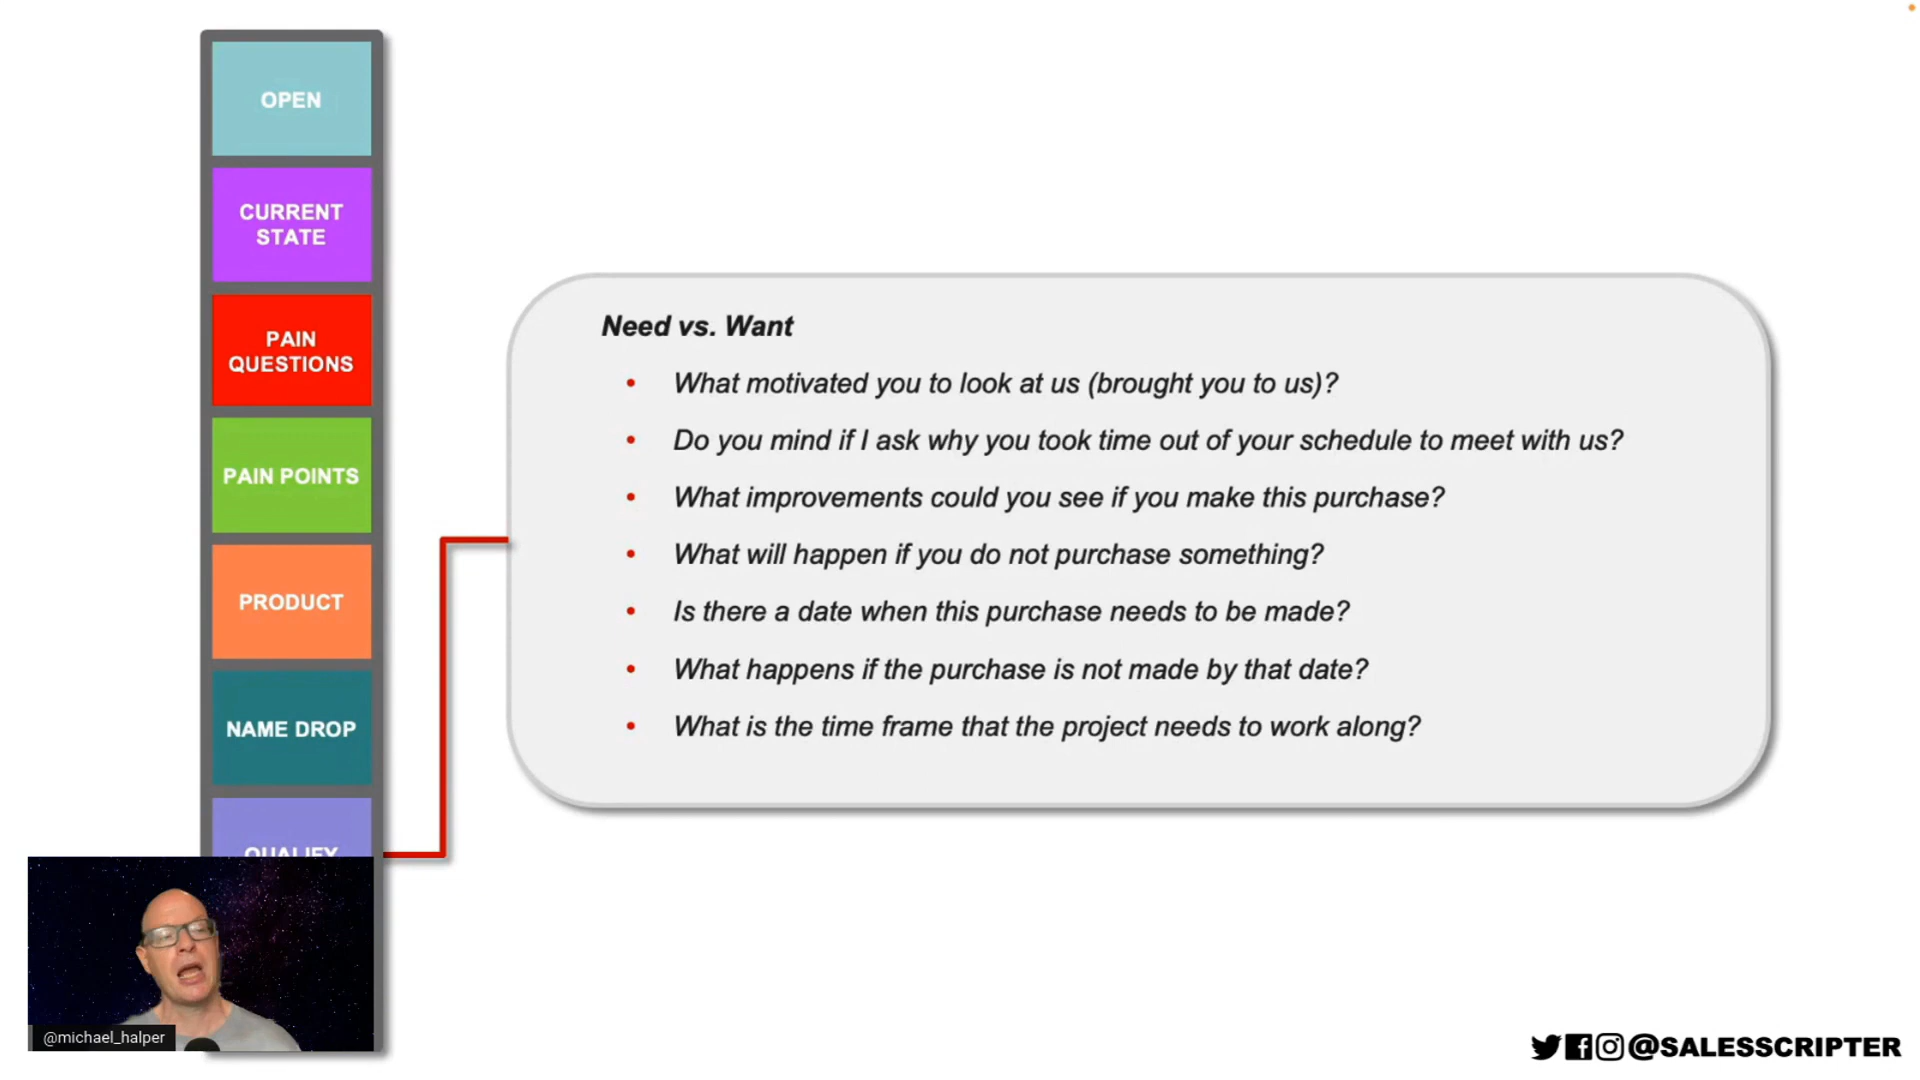 OPEN
CURRENT
STATE
PAIN
QUESTIONS
PAIN POINTS
PRODUCT
NAME DROP
QUALIFY
Need vs. Want
• What motivated you to look at us (brought you to us)?
• Do you mind if I ask why you took time out of your schedule to meet with us?
• What improvements could you see if you make this purchase?
• What will happen if you do not purchase something?
• Is there a date when this purchase needs to be made?
• What happens if the purchase is not made by that date?
• What is the time frame that the project needs to work along?
@michael_halper
@SALESSCRIPTER